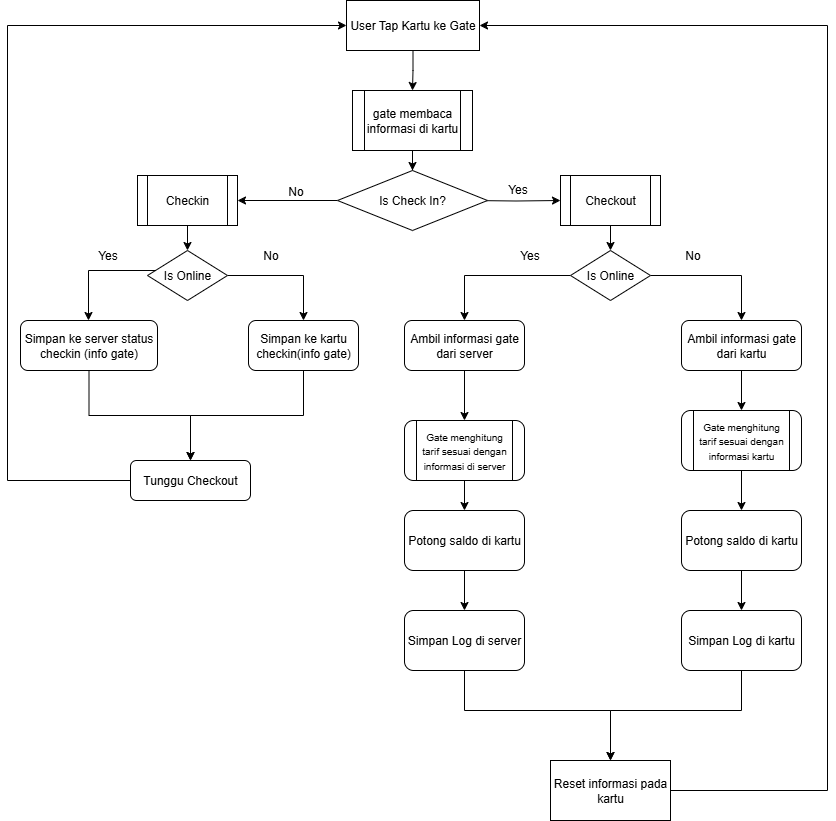 User Tap Kartu ke Gate
gate membaca
informasi di kartu
Is Check In?
No
Yes
Checkin
Checkout
Is Online
Yes
No
Is Online
Yes
No
Simpan ke server status
checkin (info gate)
Simpan ke kartu
checkin(info gate)
Ambil informasi gate
dari server
Ambil informasi gate
dari kartu
Gate menghitung
tarif sesuai dengan
informasi di server
Gate menghitung
tarif sesuai dengan
informasi kartu
Tunggu Checkout
Potong saldo di kartu
Potong saldo di kartu
Simpan Log di server
Simpan Log di kartu
Reset informasi pada
kartu